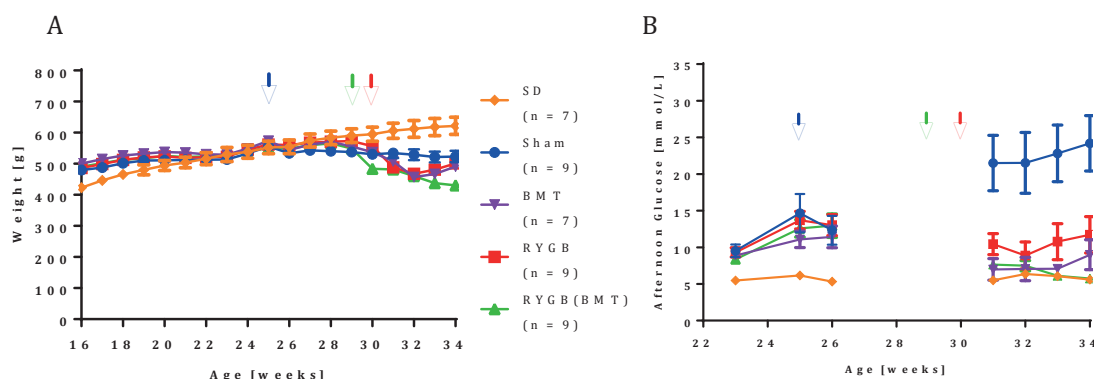 A
Weight [g]
800
700
600
500
400
300
200
100
0
16 18 20 22 24 26 28 30 32 34
Age [weeks]
SD
(n = 7)
Sham
(n = 9)
BMT
(n = 7)
RYGB
(n = 9)
RYGB(BMT)
(n = 9)
B
Afternoon Glucose [mmol/L]
35
30
25
20
15
10
5
0
22 24 26 28 30 32 34
Age [weeks]